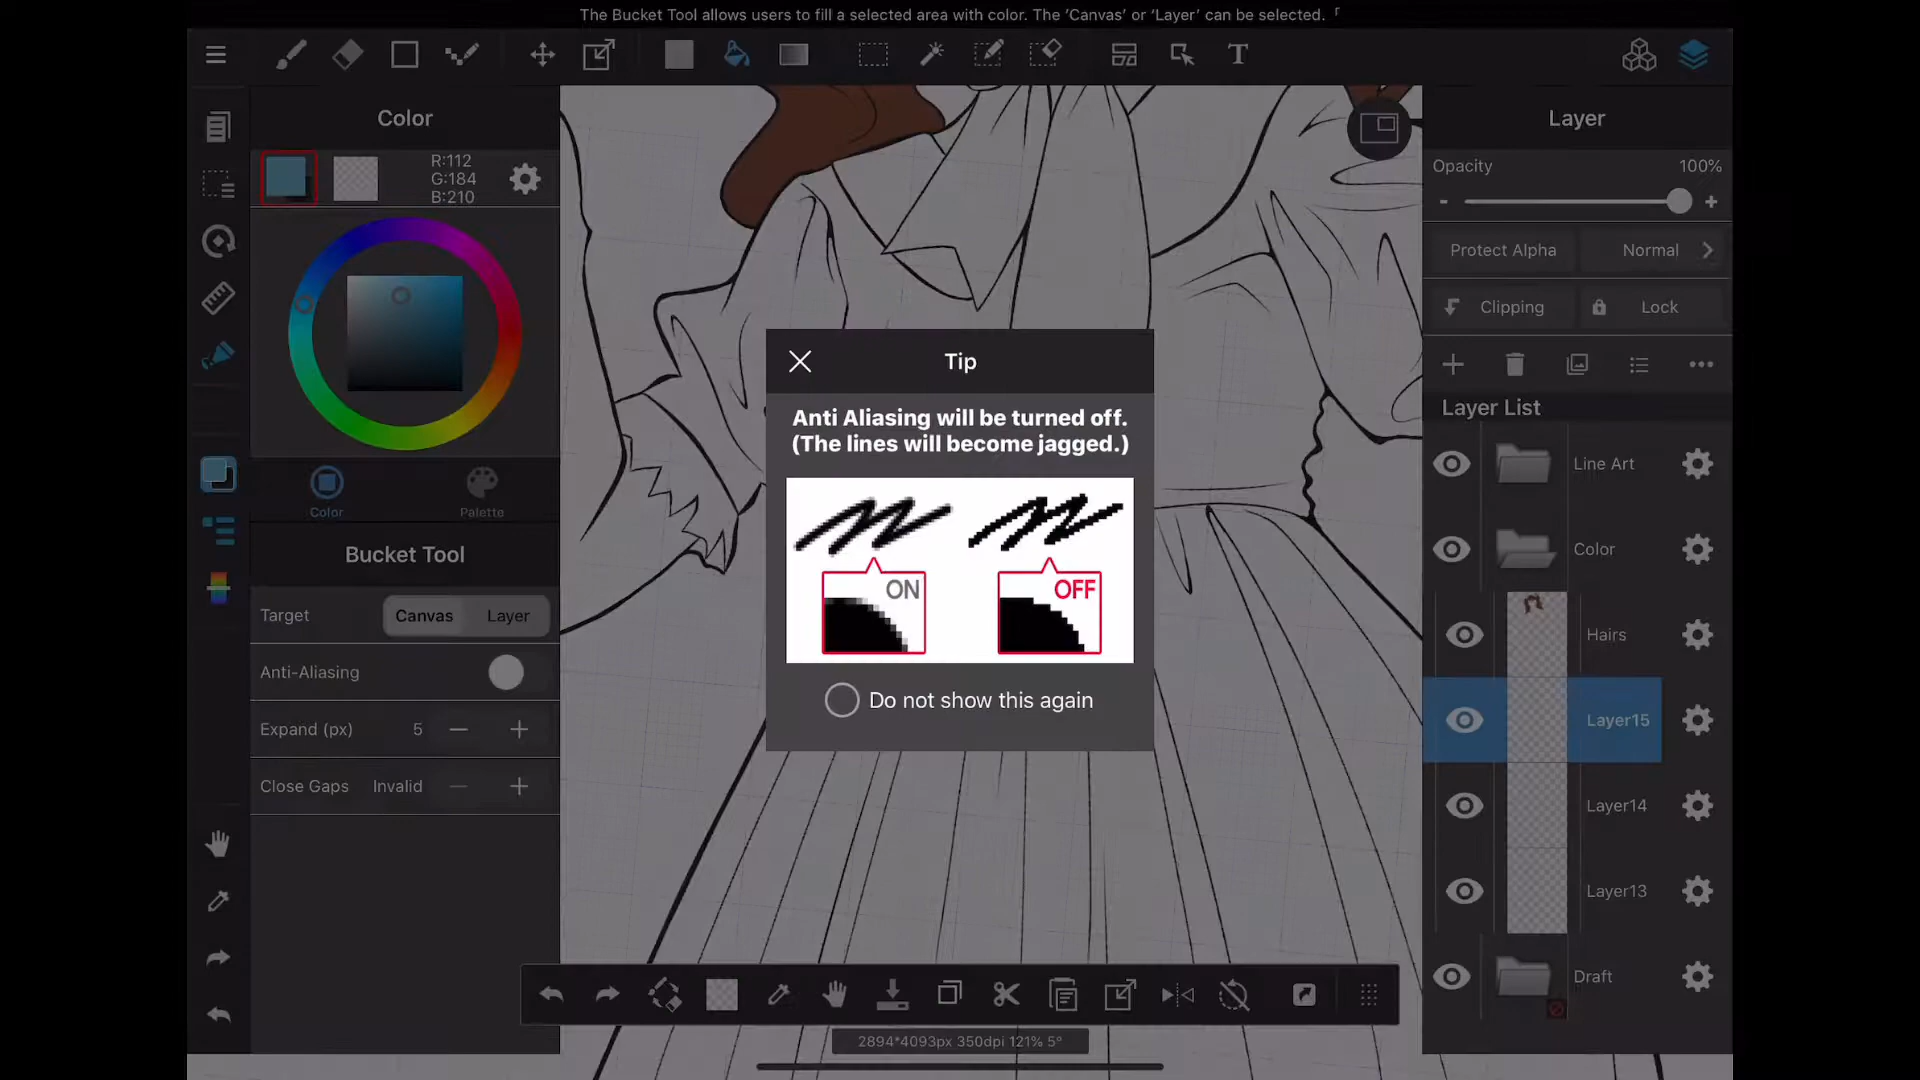 The Bucket Tool allows users to fill a selected area with color. The 'Canvas' or 'Layer' can be selected. 「
T
Color
R:112
G:184
B:210
Color
Palette
Bucket Tool
Target Canvas Layer
Anti-Aliasing
Expand (px) 5
Close Gaps Invalid
Tip
Anti Aliasing will be turned off.
(The lines will become jagged.)
ON
OFF
Do not show this again
2894*4093px 350dpi 121% 5°
Layer
Opacity 100%
Protect Alpha Normal
Clipping Lock
Layer List
Line Art
Color
Hairs
Layer15
Layer14
Layer13
Draft